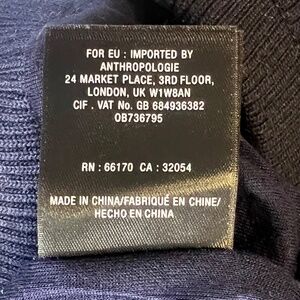 FOR EU : IMPORTED BY
ANTHROPOLOGIE
24 MARKET PLACE, 3RD FLOOR,
LONDON, UK W1W8AN
CIF . VAT No. GB 684936382
OB736795
RN : 66170 CA : 32054
MADE IN CHINA/FABRIQUÉ EN CHINE/
HECHO EN CHINA